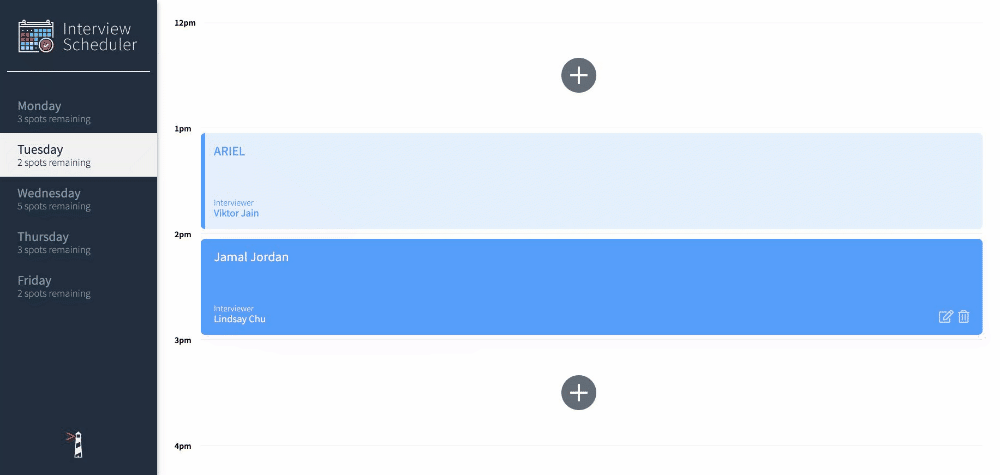 Interview
Scheduler
Monday
3 spots remaining
Tuesday
2 spots remaining
Wednesday
5 spots remaining
Thursday
3 spots remaining
Friday
2 spots remaining
12pm
1pm
ARIEL
Interviewer
Viktor Jain
2pm
Jamal Jordan
Interviewer
Lindsay Chu
3pm
4pm